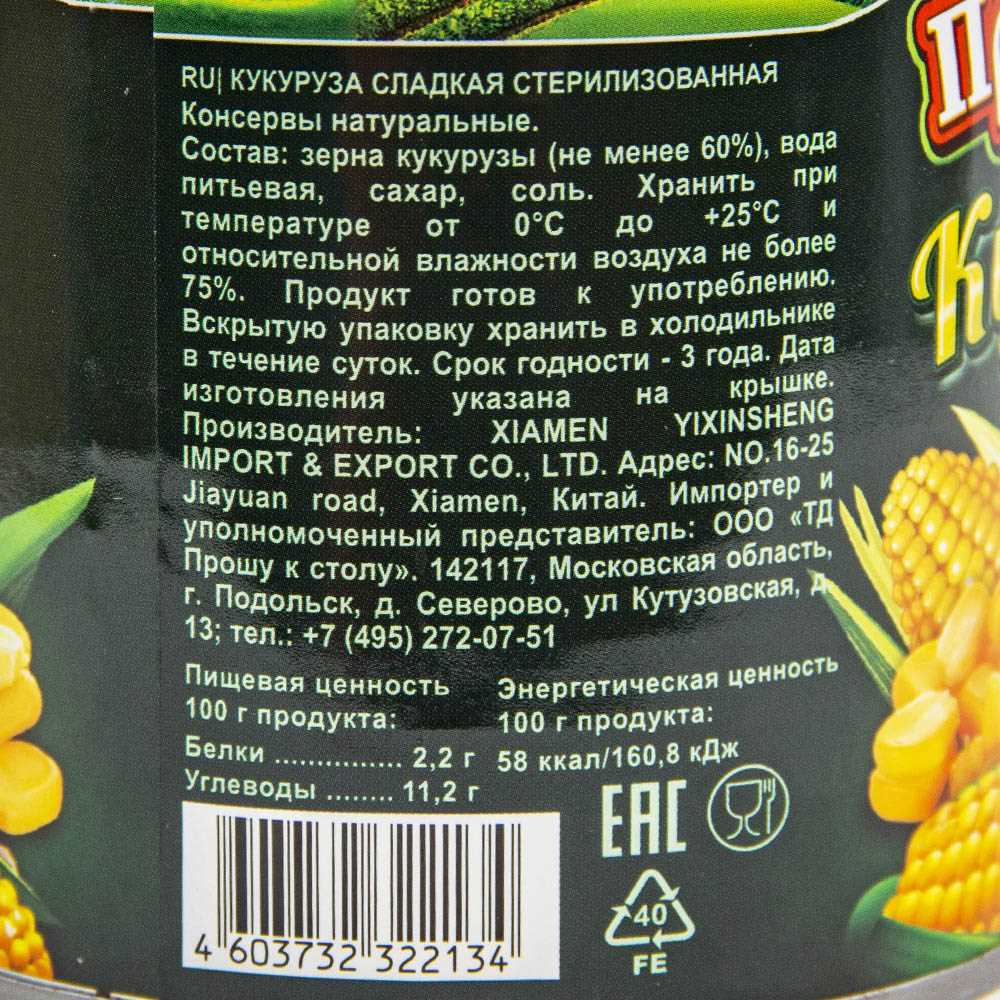 RU| КУКУРУЗА СЛАДКАЯ СТЕРИЛИЗОВАННАЯ
Консервы натуральные.
Состав: зерна кукурузы (не менее 60%), вода
питьевая, сахар, соль. Хранить при
температуре от 0°С до +25°С и
относительной влажности воздуха не более
75%. Продукт готов к употреблению.
Вскрытую упаковку хранить в холодильнике
в течение суток. Срок годности - 3 года. Дата
изготовления указана на крышке.
Производитель: XIAMEN YIXINSHENG
IMPORT & EXPORT CO., LTD. Адрес: NO.16-25
Jiayuan road, Xiamen, Китай. Импортер и
уполномоченный представитель: ООО «ТД
Прошу к столу». 142117, Московская область,
г. Подольск, д. Северово, ул Кутузовская, д.
13; тел.: +7 (495) 272-07-51
Пищевая ценность
100 г продукта:
Белки ............... 2,2 г
Углеводы ........ 11,2 г
Энергетическая ценность
100 г продукта:
58 ккал/160,8 кДж
EAC
40
FE
4 603732 322134